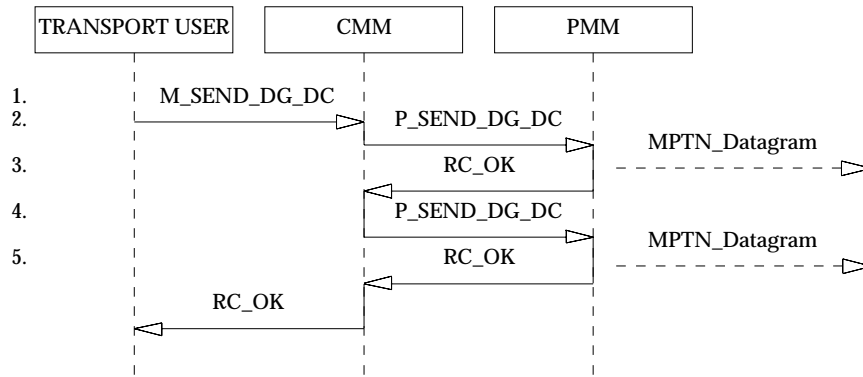 TRANSPORT USER CMM PMM
1. M_SEND_DG_DC
2. P_SEND_DG_DC
MPTN_Datagram
3. RC_OK
4. P_SEND_DG_DC
MPTN_Datagram
5. RC_OK
RC_OK